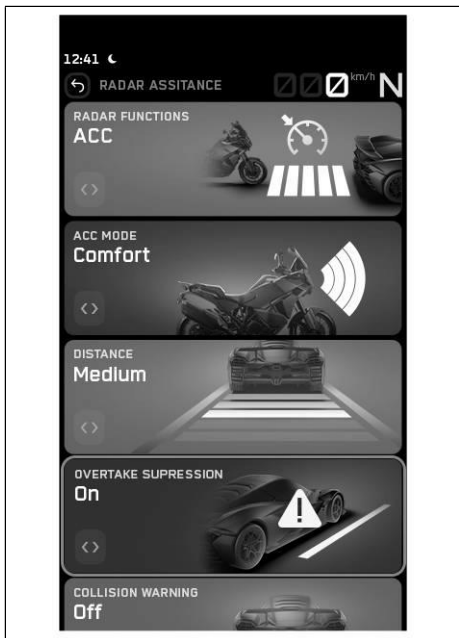 12:41
RADAR ASSITANCE
000 km/h N
RADAR FUNCTIONS
ACC
ACC MODE
Comfort
DISTANCE
Medium
OVERTAKE SUPRESSION
On
COLLISION WARNING
Off